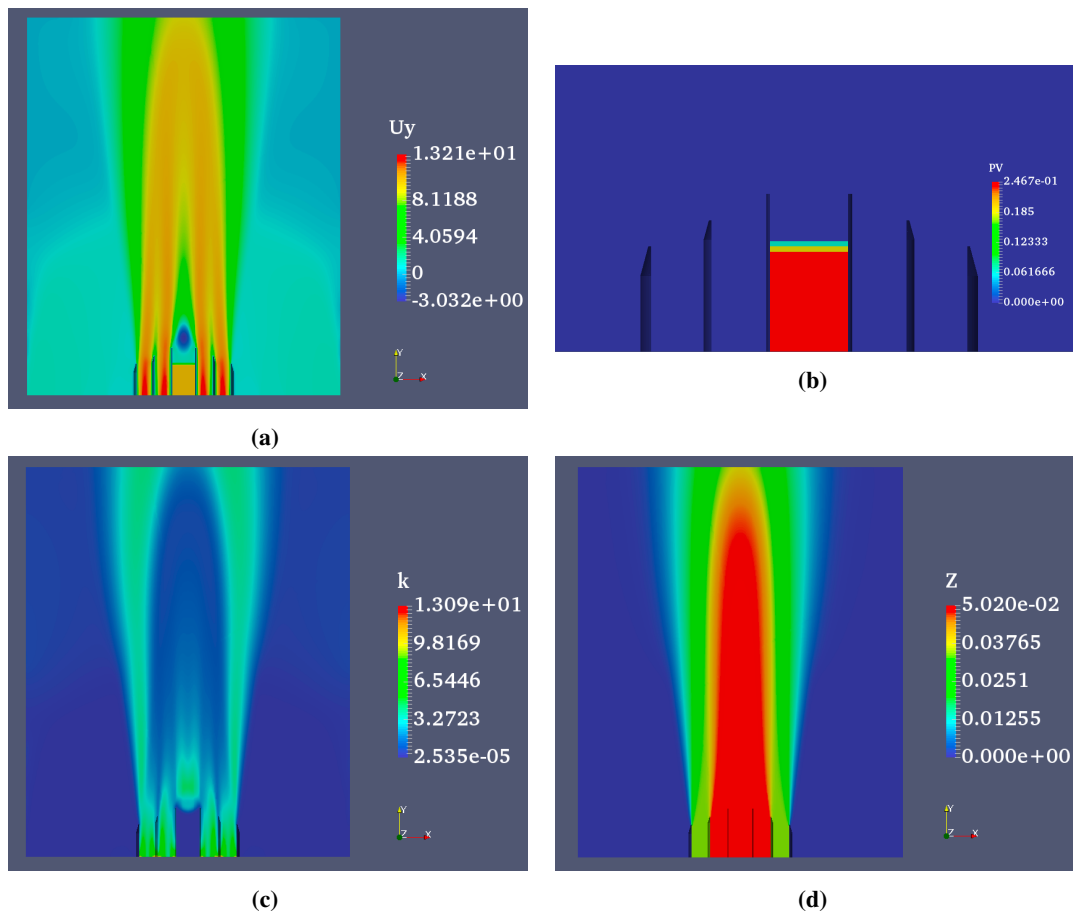 Uy
1.321e+01
8.1188
4.0594
0
-3.032e+00
Y
Z X
(a)
PV
2.467e-01
0.185
0.12333
0.061666
0.000e+00
(b)
k
1.309e+01
9.8169
6.5446
3.2723
2.535e-05
Y
Z X
(c)
Z
5.020e-02
0.03765
0.0251
0.01255
0.000e+00
Y
Z X
(d)